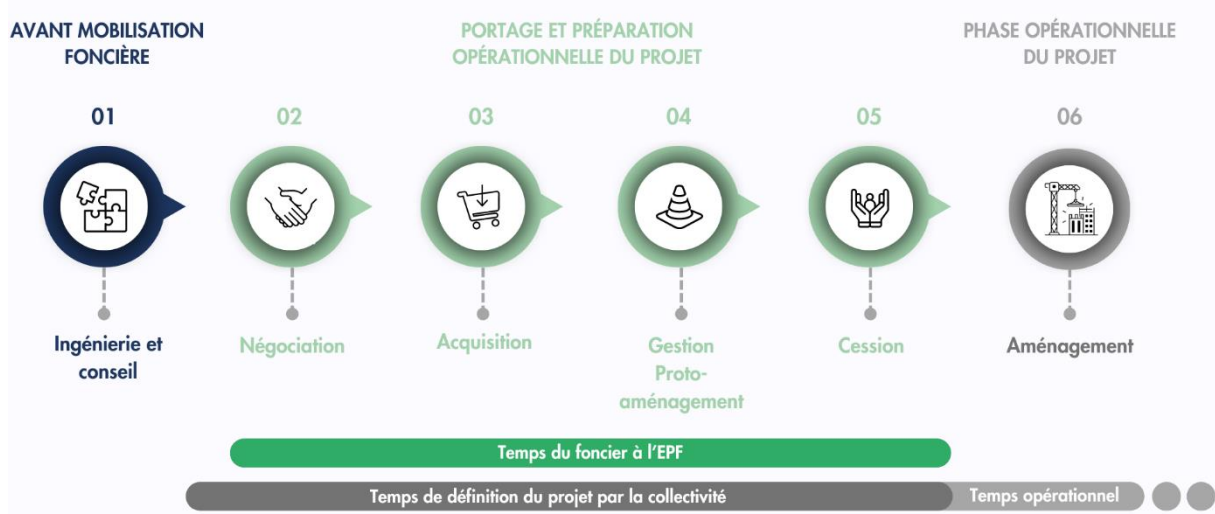 AVANT MOBILISATION
FONCIÈRE
PORTAGE ET PRÉPARATION
OPÉRATIONNELLE DU PROJET
PHASE OPÉRATIONNELLE
DU PROJET
01
02
03
04
05
06
Ingénierie et
conseil
Négociation
Acquisition
Gestion
Proto-
aménagement
Cession
Aménagement
Temps du foncier à l'EPF
Temps de définition du projet par la collectivité
Temps opérationnel